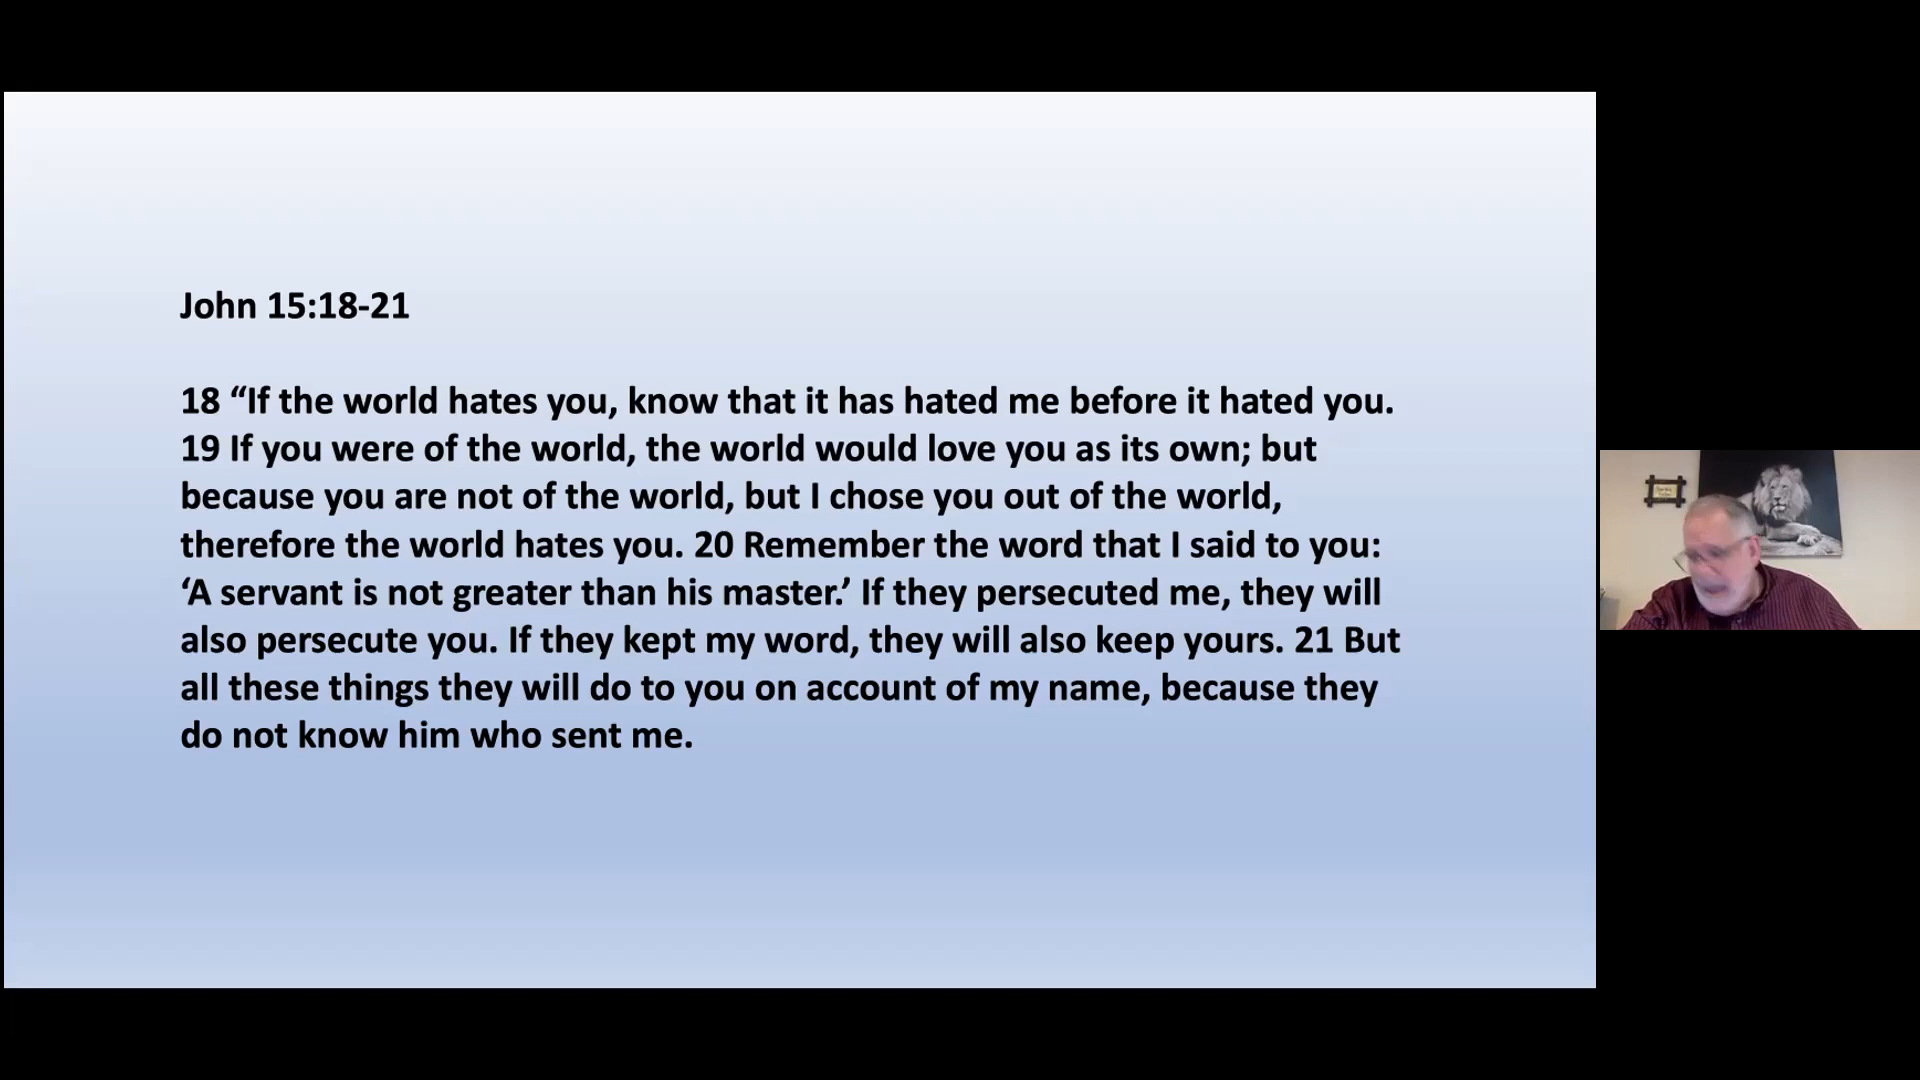 John 15:18-21
18 “If the world hates you, know that it has hated me before it hated you.
19 If you were of the world, the world would love you as its own; but
because you are not of the world, but I chose you out of the world,
therefore the world hates you. 20 Remember the word that I said to you:
‘A servant is not greater than his master.’ If they persecuted me, they will
also persecute you. If they kept my word, they will also keep yours. 21 But
all these things they will do to you on account of my name, because they
do not know him who sent me.